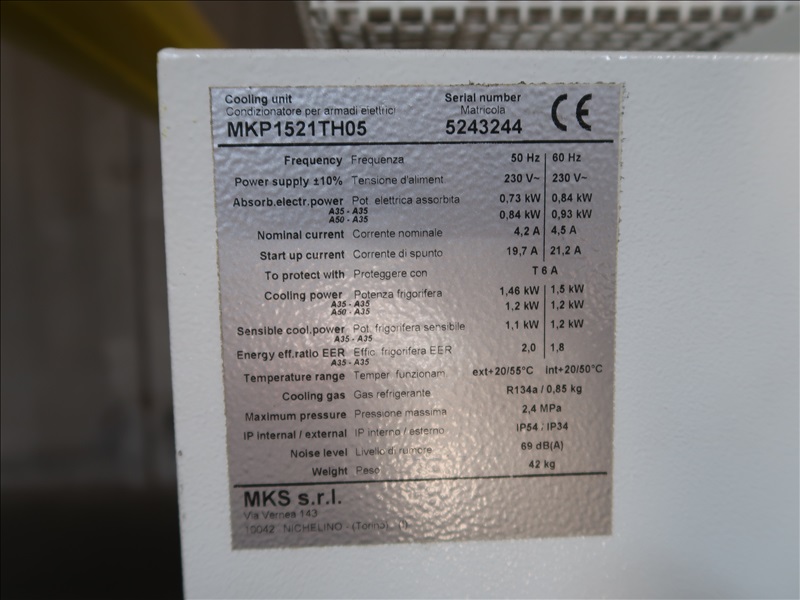 Cooling unit Serial number CE
Condizionatore per armadi elettrici Matricola
MKP1521TH05 5243244
Frequency Frequenza 50 Hz 60 Hz
Power supply ±10% Tensione d'aliment 230 V~ 230 V~
Absorb.electr.power Pot elettrica assorbita 0,73 kW 0,84 kW
A35 - A35
A50 - A35 0,84 kW 0,93 kW
Nominal current Corrente nominale 4,2 A 4,5 A
Start up current Corrente di spunto 19,7 A 21,2 A
To protect with Proteggere con T 6 A
Cooling power Potenza frigorifera 1,46 kW 1,5 kW
A35 - A35
A50 - A35 1,2 kW 1,2 kW
Sensible cool.power Pot. frigorifera sensibile 1,1 kW 1,2 kW
A35 - A35
Energy eff.ratio EER Effic frigorifera EER 2,0 1,8
A35 - A35
Temperature range Temper funzionam ext+20/55°C int+20/50°C
Cooling gas Gas refrigerante R134a / 0,85 kg
Maximum pressure Pressione massima 2,4 MPa
IP internal / external IP interno / esterno IP54 / IP34
Noise level Livello di rumore 69 dB(A)
Weight Peso 42 kg
MKS s.r.l.
Via Vernea 143
10042 NICHELINO - (Torino) (I)